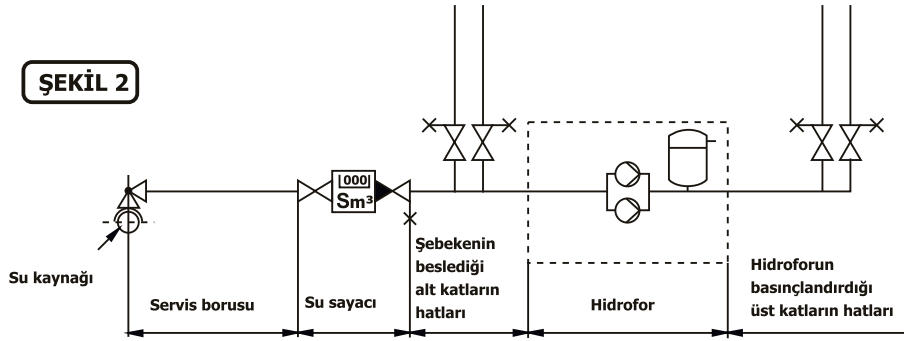 ŞEKİL 2
000
Sm³
Su kaynağı
Servis borusu
Su sayacı
Şebekenin
beslediği
alt katların
hatları
Hidrofor
Hidroforun
basınçlandırdığı
üst katların hatları